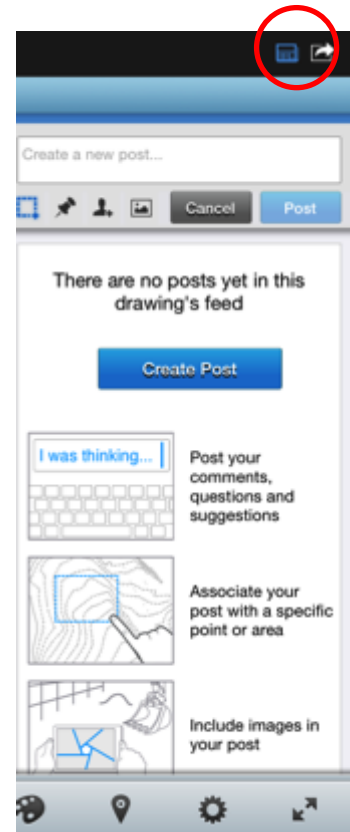 Create a new post...
Cancel Post
There are no posts yet in this
drawing's feed
Create Post
I was thinking...
Post your
comments,
questions and
suggestions
Associate your
post with a specific
point or area
Include images in
your post